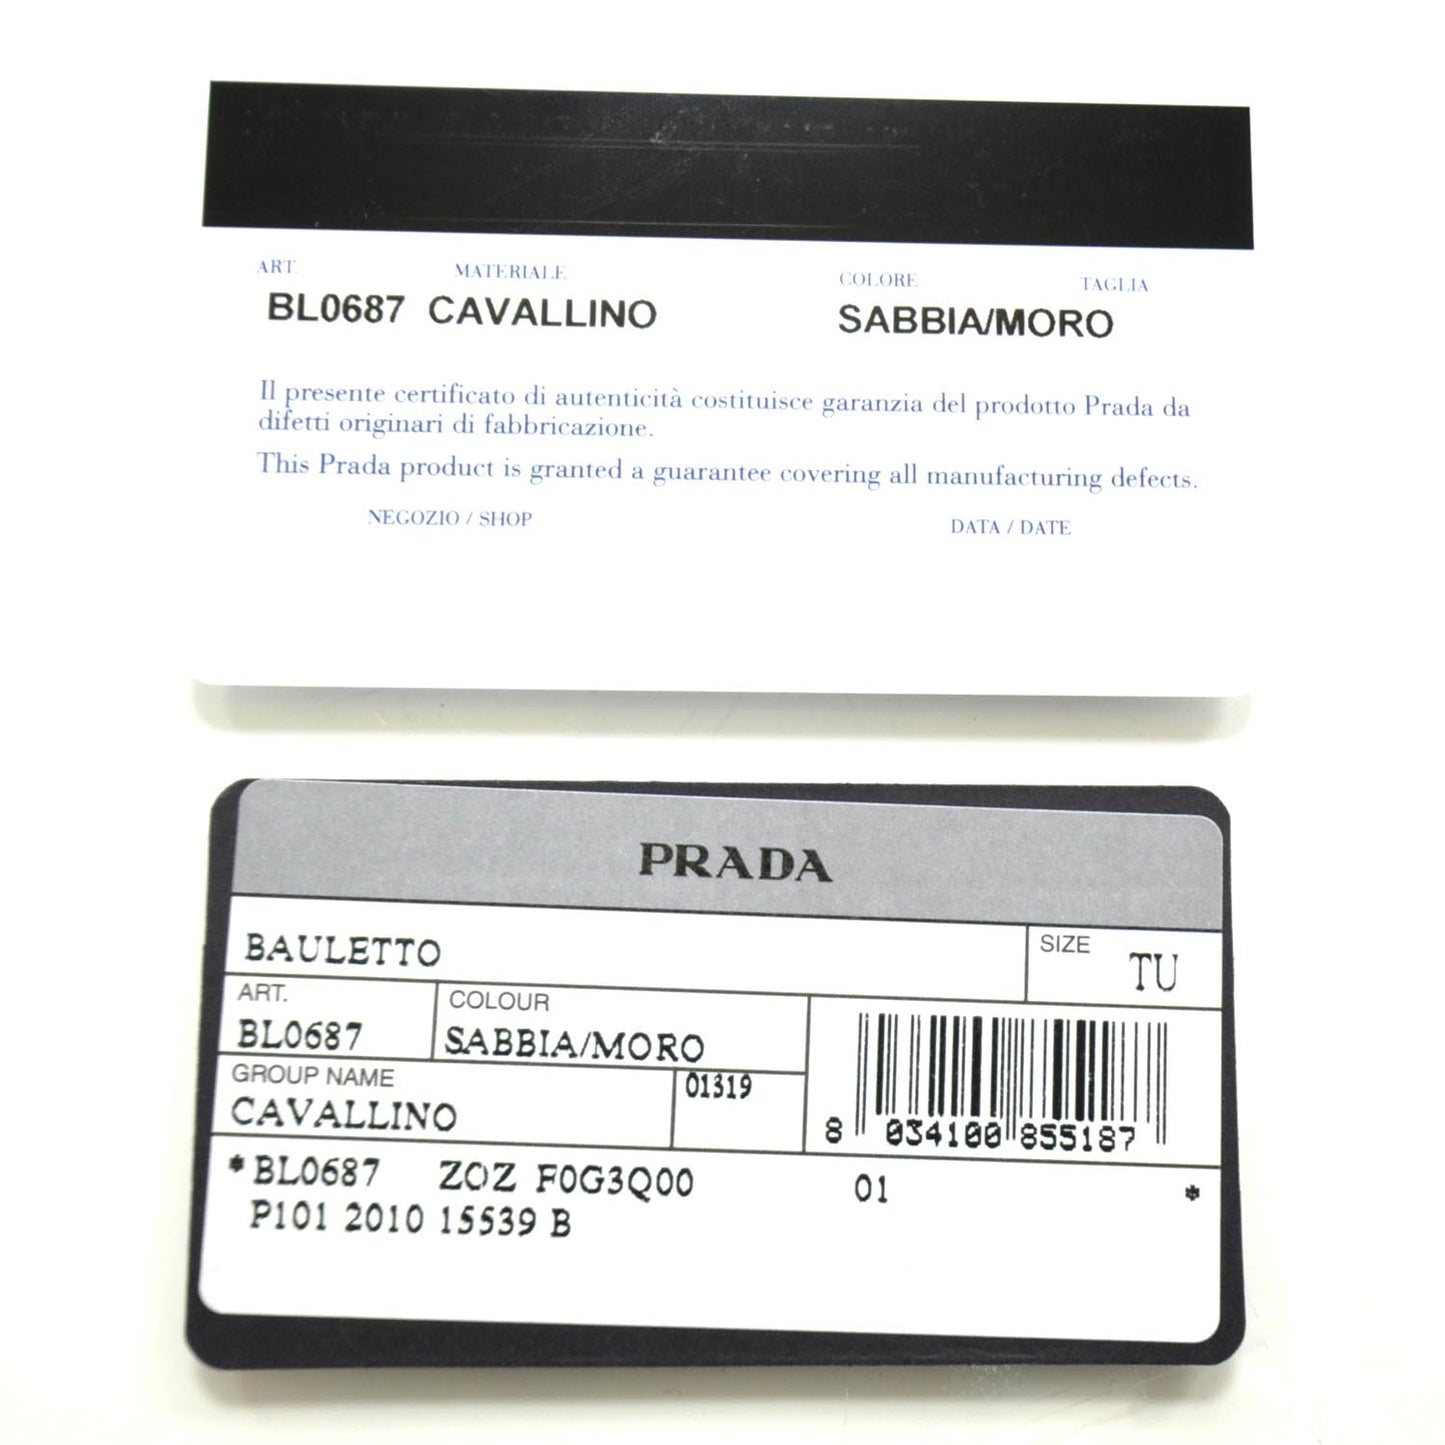 ART. MATERIALE COLORE TAGLIA
BL0687 CAVALLINO SABBIA/MORO
Il presente certificato di autenticità costituisce garanzia del prodotto Prada da
difetti originari di fabbricazione.
This Prada product is granted a guarantee covering all manufacturing defects.
NEGOZIO / SHOP DATA / DATE
PRADA
BAULETTO SIZE TU
ART. COLOUR
BL0687 SABBIA/MORO
GROUP NAME 01319
CAVALLINO
8 034100 855187
*BL0687 ZOZ F0G3Q00 01 *
P101 2010 15539 B